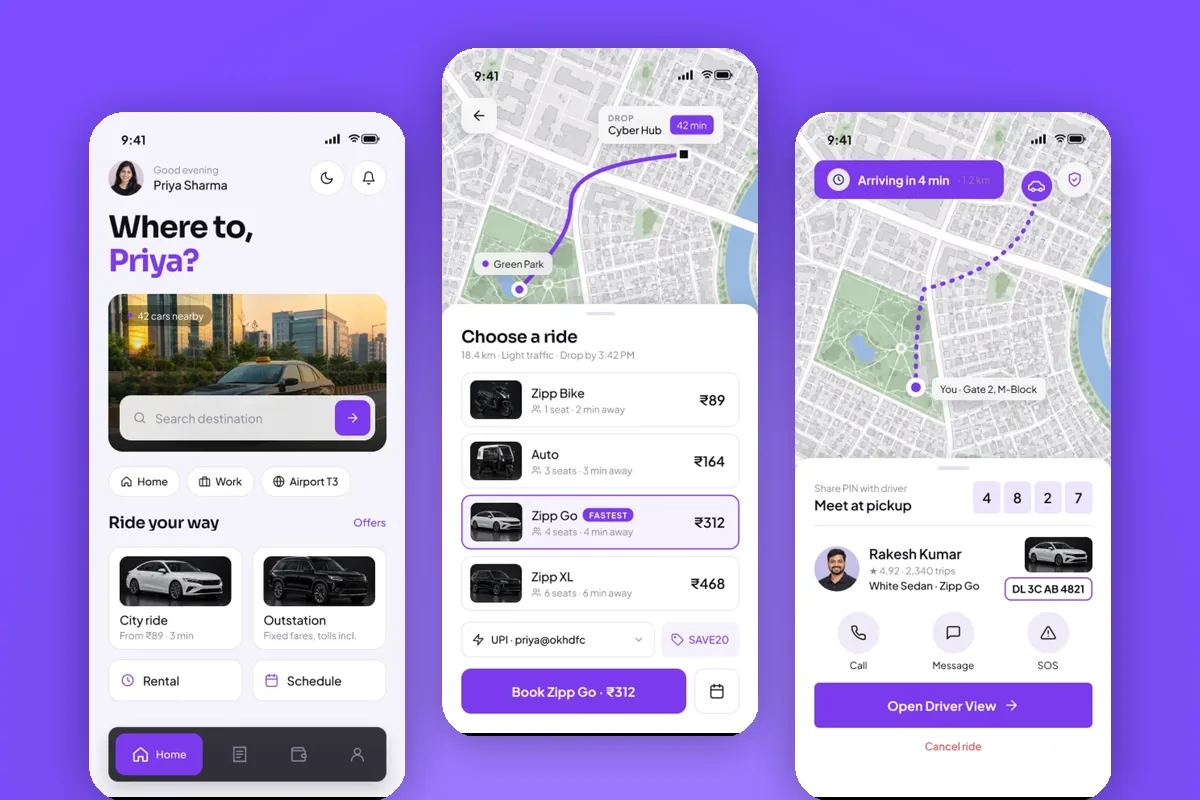 9:41
Good evening
Priya Sharma
Where to,
Priya?
42 cars nearby
Search destination
Home
Work
Airport T3
Ride your way
Offers
City ride
From ₹89 · 3 min
Outstation
Fixed fares, tolls incl.
Rental
Schedule
Home
9:41
DROP
Cyber Hub
42 min
Green Park
Choose a ride
18.4 km · Light traffic · Drop by 3:42 PM
Zipp Bike
1 seat · 2 min away
₹89
Auto
3 seats · 3 min away
₹164
Zipp Go
FASTEST
4 seats · 4 min away
₹312
Zipp XL
6 seats · 6 min away
₹468
UPI · priya@okhdfc
SAVE20
Book Zipp Go · ₹312
9:41
Arriving in 4 min
· 1.2 km
You · Gate 2, M-Block
Share PIN with driver
Meet at pickup
4 8 2 7
Rakesh Kumar
★ 4.92 · 2,340 trips
White Sedan · Zipp Go
DL 3C AB 4821
Call
Message
SOS
Open Driver View →
Cancel ride